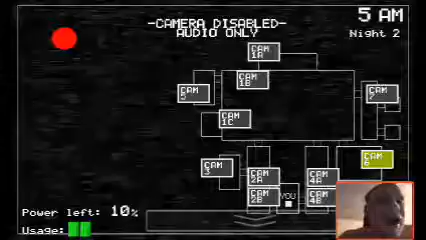 -CAMERA DISABLED-
AUDIO ONLY
5 AM
Night 2
CAM
1A
CAM
1B
CAM
5
CAM
7
CAM
1C
CAM
6
CAM
3
CAM
2A
CAM
4A
CAM
2B
YOU
CAM
4B
Power left: 10%
Usage: